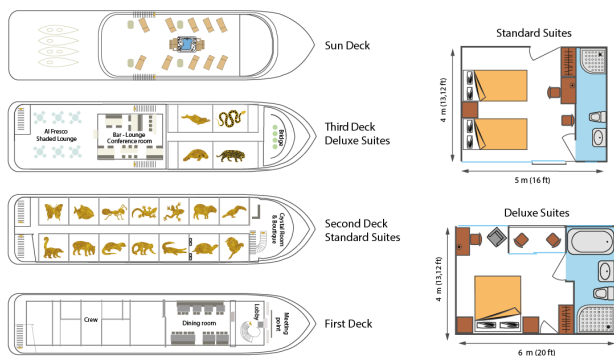 Sun Deck
Al Fresco
Shaded Lounge
Bar - Lounge
Conference room
Bridge
Third Deck
Deluxe Suites
Crystal Room
& Boutique
Second Deck
Standard Suites
Crew
Dining room
Lobby
Meeting
point
First Deck
Standard Suites
4 m (13,12 ft)
5 m (16 ft)
Deluxe Suites
4 m (13,12 ft)
6 m (20 ft)